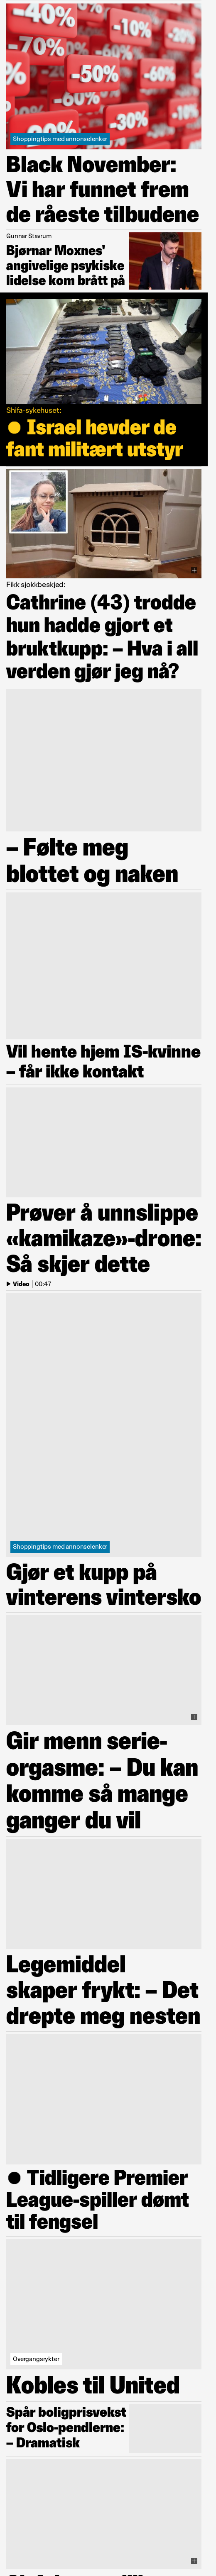 -40%
-10%
-70%
-20%
-50%
-60%
-30%
-60%
0%
Shoppingtips med annonselenker
Black November:
Vi har funnet frem
de råeste tilbudene
Gunnar Stavrum
Bjørnar Moxnes'
angivelige psykiske
lidelse kom brått på
Shifa-sykehuset:
● Israel hevder de
fant militært utstyr
Fikk sjokkbeskjed:
Cathrine (43) trodde
hun hadde gjort et
bruktkupp: – Hva i all
verden gjør jeg nå?
– Følte meg
blottet og naken
Vil hente hjem IS-kvinne
– får ikke kontakt
Prøver å unnslippe
«kamikaze»-drone:
Så skjer dette
Video | 00:47
Shoppingtips med annonselenker
Gjør et kupp på
vinterens vintersko
Gir menn serie-
orgasme: – Du kan
komme så mange
ganger du vil
Legemiddel
skaper frykt: – Det
drepte meg nesten
● Tidligere Premier
League-spiller dømt
til fengsel
Overgangsrykter
Kobles til United
Spår boligprisvekst
for Oslo-pendlerne:
– Dramatisk